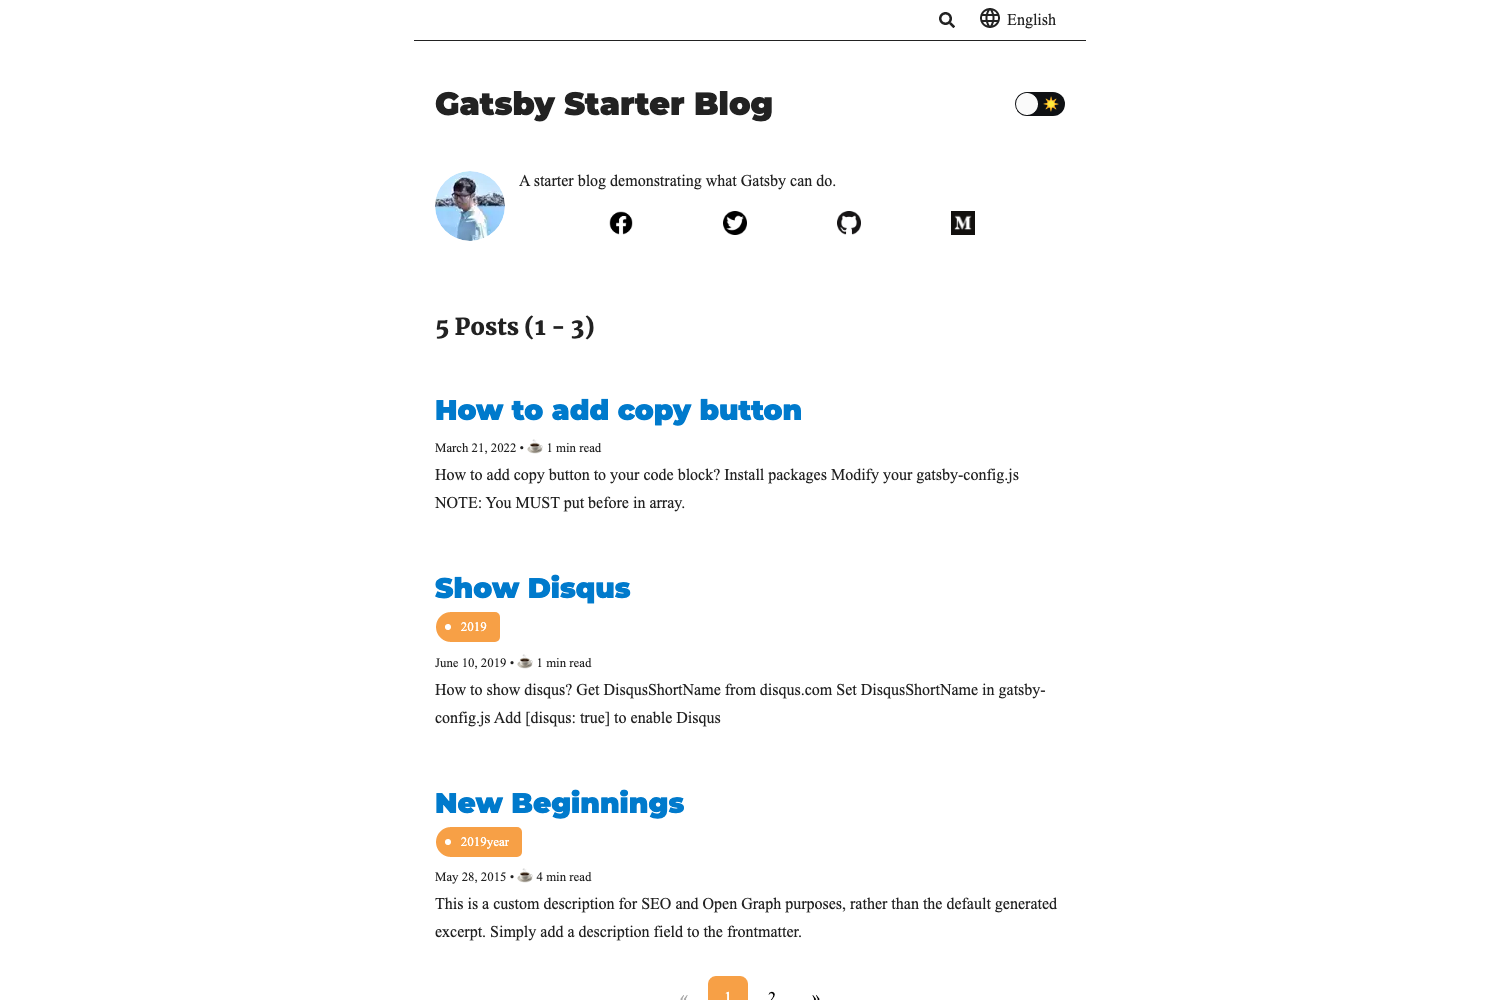 English
Gatsby Starter Blog
A starter blog demonstrating what Gatsby can do.
M
5 Posts (1 - 3)
How to add copy button
March 21, 2022 • ☕ 1 min read
How to add copy button to your code block? Install packages Modify your gatsby-config.js
NOTE: You MUST put before in array.
Show Disqus
2019
June 10, 2019 • ☕ 1 min read
How to show disqus? Get DisqusShortName from disqus.com Set DisqusShortName in gatsby-
config.js Add [disqus: true] to enable Disqus
New Beginnings
2019year
May 28, 2015 • ☕ 4 min read
This is a custom description for SEO and Open Graph purposes, rather than the default generated
excerpt. Simply add a description field to the frontmatter.
« 1 2 »